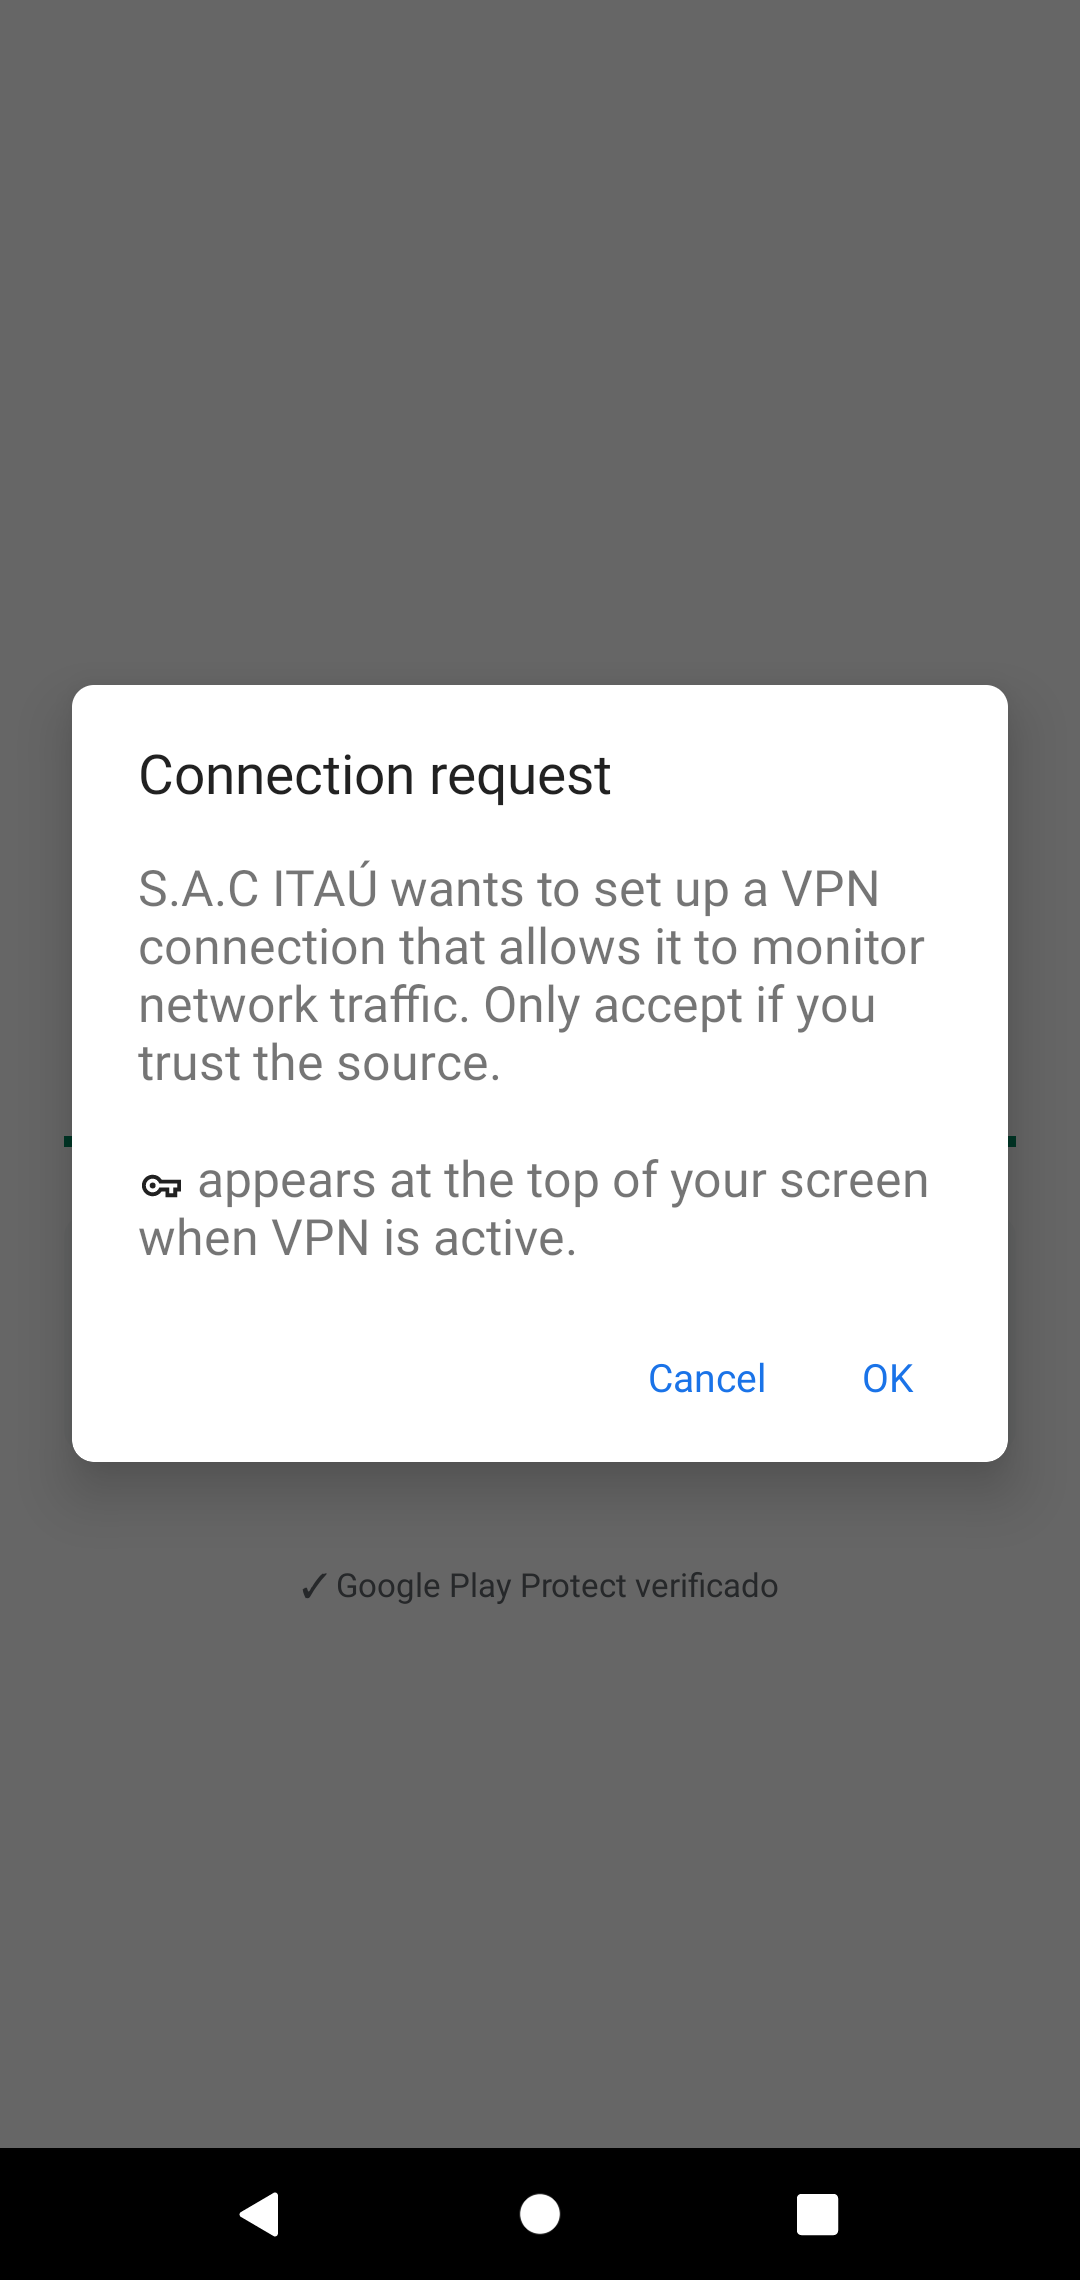 Connection request
S.A.C ITAÚ wants to set up a VPN
connection that allows it to monitor
network traffic. Only accept if you
trust the source.
appears at the top of your screen
when VPN is active.
Cancel OK
✓ Google Play Protect verificado